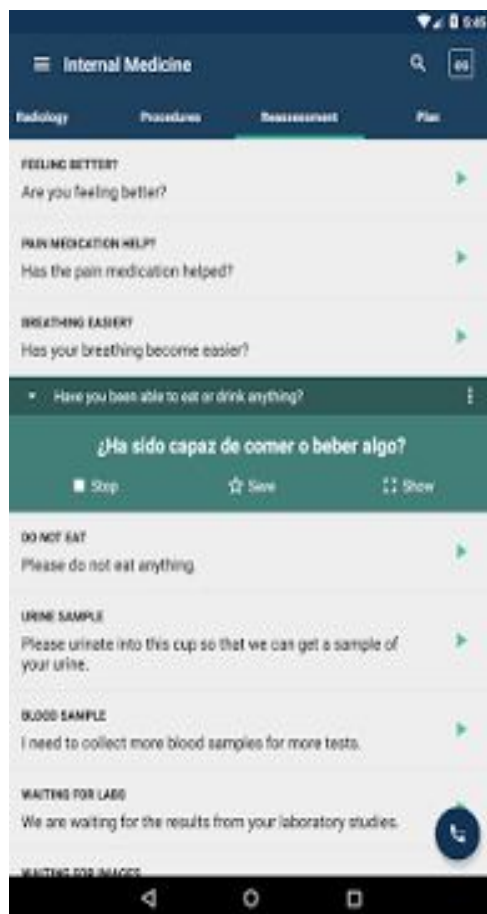 5:45
Internal Medicine
es
Radiology Procedures Reassessment Plan
FEELING BETTER?
Are you feeling better?
PAIN MEDICATION HELP?
Has the pain medication helped?
BREATHING EASIER?
Has your breathing become easier?
Have you been able to eat or drink anything?
¿Ha sido capaz de comer o beber algo?
Stop Save Show
DO NOT EAT
Please do not eat anything.
URINE SAMPLE
Please urinate into this cup so that we can get a sample of
your urine.
BLOOD SAMPLE
I need to collect more blood samples for more tests.
WAITING FOR LABS
We are waiting for the results from your laboratory studies.
WAITING FOR IMAGES